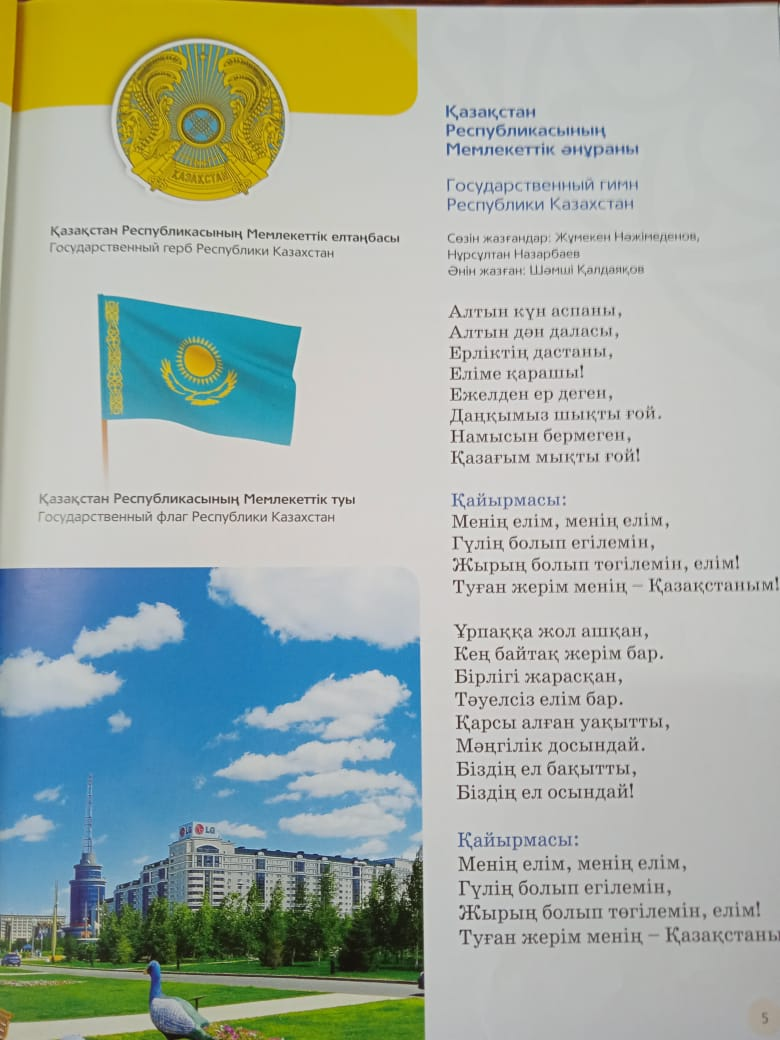 ҚАЗАҚСТАН
Қазақстан Республикасының Мемлекеттік елтаңбасы
Государственный герб Республики Казахстан
Қазақстан Республикасының Мемлекеттік туы
Государственный флаг Республики Казахстан
LG LG
Қазақстан
Республикасының
Мемлекеттік әнұраны
Государственный гимн
Республики Казахстан
Сөзін жазғандар: Жұмекен Нәжімеденов,
Нұрсұлтан Назарбаев
Әнін жазған: Шәмші Қалдаяқов
Алтын күн аспаны,
Алтын дән даласы,
Ерліктің дастаны,
Еліме қарашы!
Ежелден ер деген,
Даңқымыз шықты ғой.
Намысын бермеген,
Қазағым мықты ғой!
Қайырмасы:
Менің елім, менің елім,
Гүлің болып егілемін,
Жырың болып төгілемін, елім!
Туған жерім менің – Қазақстаным!
Ұрпаққа жол ашқан,
Кең байтақ жерім бар.
Бірлігі жарасқан,
Тәуелсіз елім бар.
Қарсы алған уақытты,
Мәңгілік досындай.
Біздің ел бақытты,
Біздің ел осындай!
Қайырмасы:
Менің елім, менің елім,
Гүлің болып егілемін,
Жырың болып төгілемін, елім!
Туған жерім менің – Қазақстаны
5